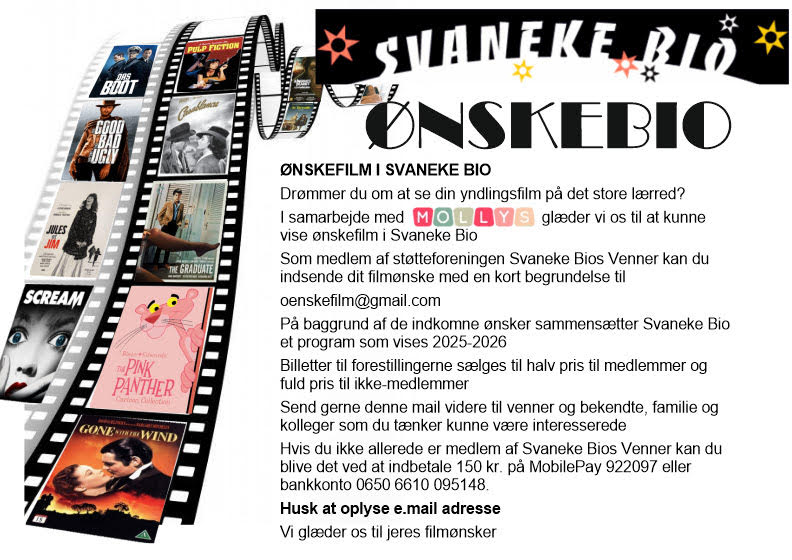 SVANEKE BIO
ØNSKEBIO
ØNSKEFILM I SVANEKE BIO
Drømmer du om at se din yndlingsfilm på det store lærred?
I samarbejde med MOLLYS glæder vi os til at kunne
vise ønskefilm i Svaneke Bio
Som medlem af støtteforeningen Svaneke Bios Venner kan du
indsende dit filmønske med en kort begrundelse til
oenskefilm@gmail.com
På baggrund af de indkomne ønsker sammensætter Svaneke Bio
et program som vises 2025-2026
Billetter til forestillingerne sælges til halv pris til medlemmer og
fuld pris til ikke-medlemmer
Send gerne denne mail videre til venner og bekendte, familie og
kolleger som du tænker kunne være interesserede
Hvis du ikke allerede er medlem af Svaneke Bios Venner kan du
blive det ved at indbetale 150 kr. på MobilePay 922097 eller
bankkonto 0650 6610 095148.
Husk at oplyse e.mail adresse
Vi glæder os til jeres filmønsker
DAS
BOOT
PULP FICTION
GOOD
BAD
UGLY
Casablanca
JULES
et
JIM
THE GRADUATE
SCREAM
THE
PINK
PANTHER
Cartoon Collection
GONE WITH THE WIND